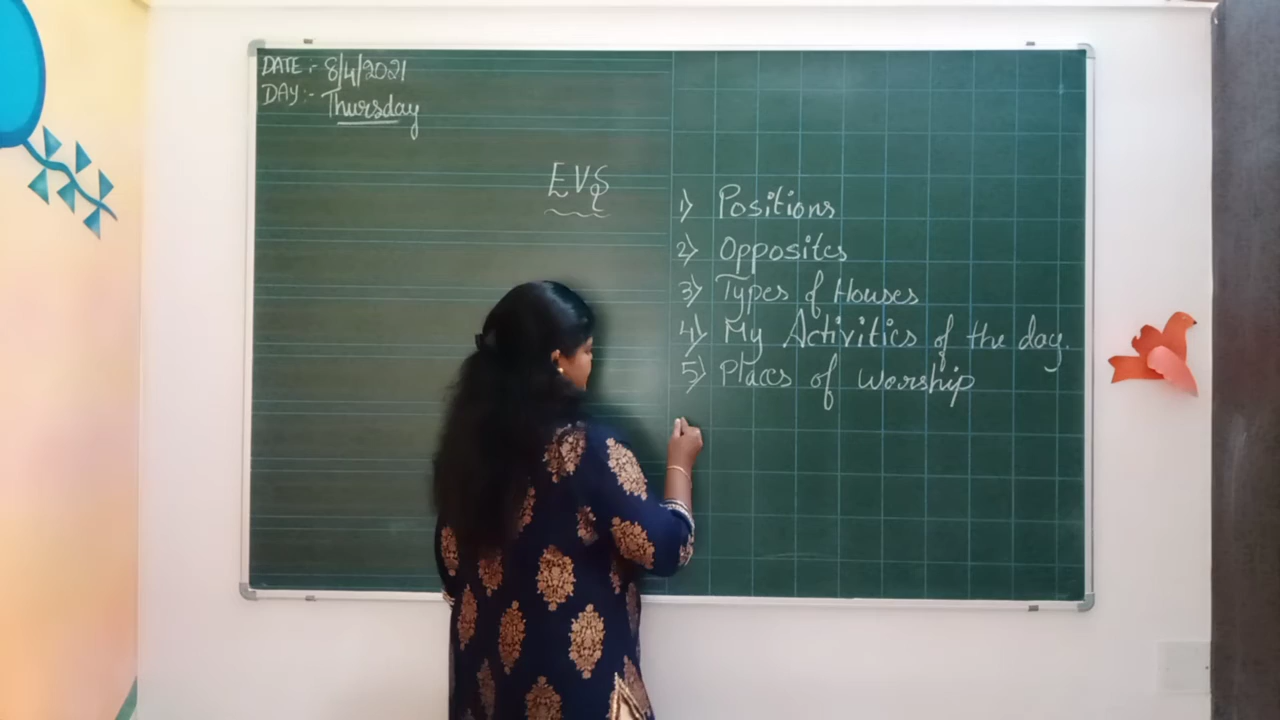 DATE :- 8/4/2021
DAY :- Thursday
EVS
1) Positions
2) Opposites
3) Types of Houses
4) My Activities of the day.
5) Places of worship